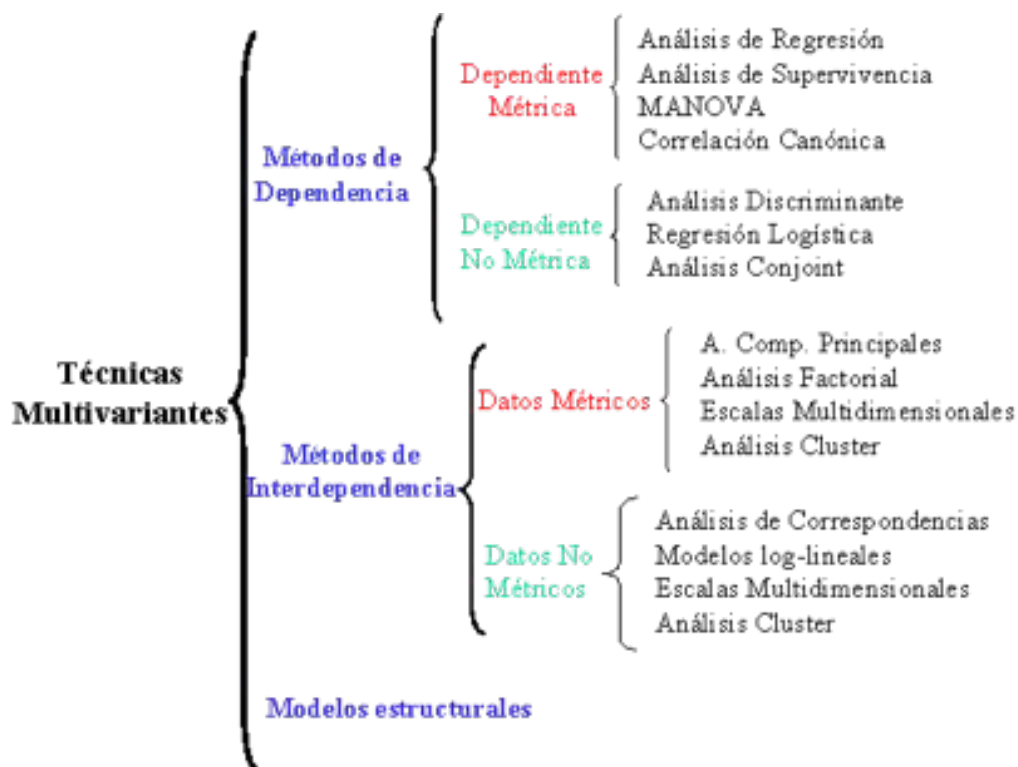 Técnicas
Multivariantes
Métodos de
Dependencia
Dependiente
Métrica
Análisis de Regresión
Análisis de Supervivencia
MANOVA
Correlación Canónica
Dependiente
No Métrica
Análisis Discriminante
Regresión Logística
Análisis Conjoint
Métodos de
Interdependencia
Datos Métricos
A. Comp. Principales
Análisis Factorial
Escalas Multidimensionales
Análisis Cluster
Datos No
Métricos
Análisis de Correspondencias
Modelos log-lineales
Escalas Multidimensionales
Análisis Cluster
Modelos estructurales